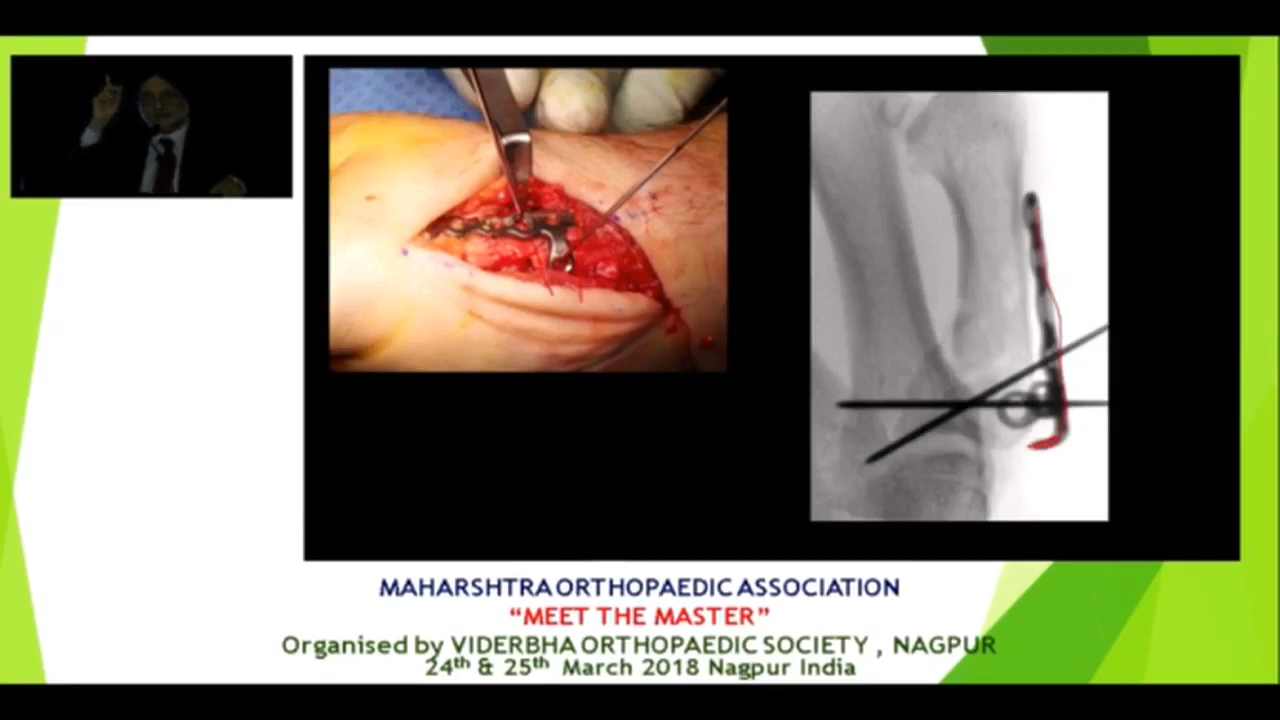 MAHARSHTRA ORTHOPAEDIC ASSOCIATION
“MEET THE MASTER”
Organised by VIDERBHA ORTHOPAEDIC SOCIETY , NAGPUR
24th & 25th March 2018 Nagpur India